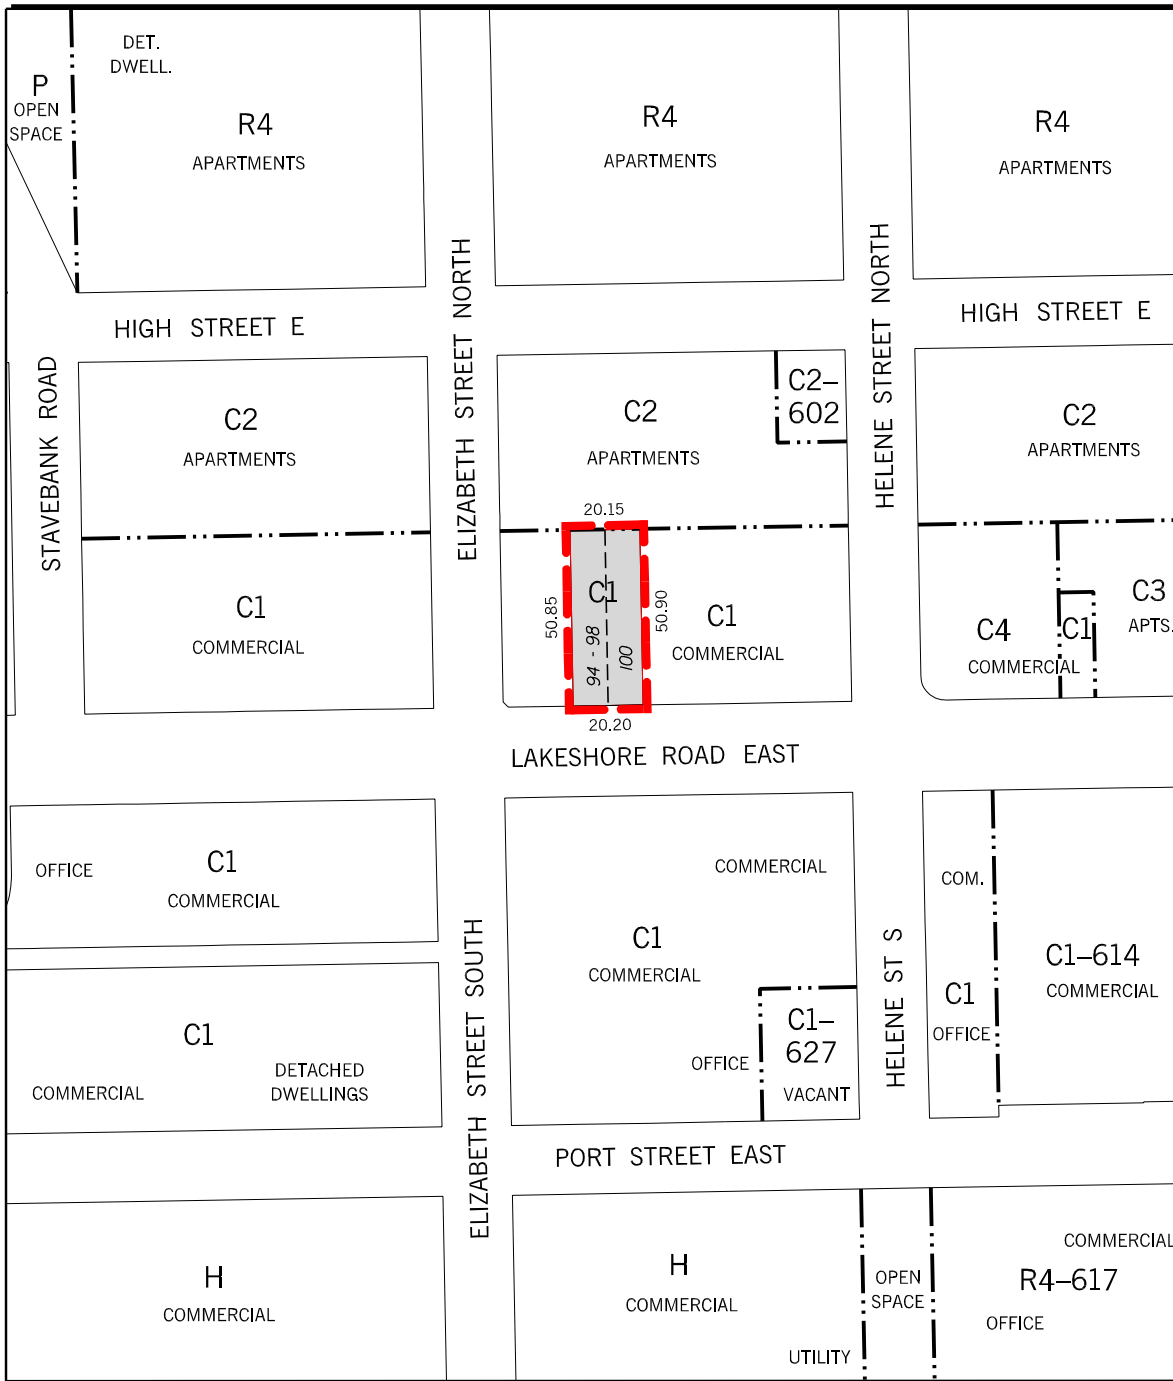 DET.
DWELL.
P
OPEN
SPACE
R4
APARTMENTS
R4
APARTMENTS
R4
APARTMENTS
HIGH STREET E
HIGH STREET E
STAVEBANK ROAD
ELIZABETH STREET NORTH
HELENE STREET NORTH
C2
APARTMENTS
C2
APARTMENTS
C2–
602
C2
APARTMENTS
20.15
50.85
C1
94 - 98
100
50.90
20.20
C1
COMMERCIAL
C1
COMMERCIAL
C4
COMMERCIAL
C1
C3
APTS.
LAKESHORE ROAD EAST
OFFICE
C1
COMMERCIAL
C1
COMMERCIAL
DETACHED
DWELLINGS
ELIZABETH STREET SOUTH
COMMERCIAL
C1
COMMERCIAL
OFFICE
C1–
627
VACANT
HELENE ST S
COM.
C1
OFFICE
C1–614
COMMERCIAL
PORT STREET EAST
H
COMMERCIAL
H
COMMERCIAL
UTILITY
OPEN
SPACE
COMMERCIAL
R4–617
OFFICE